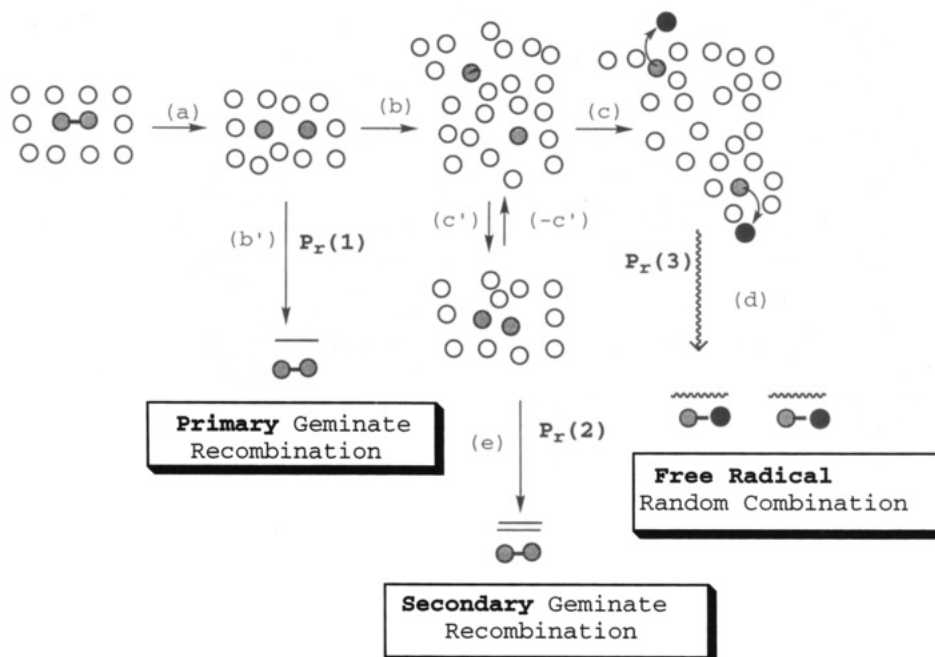 (a)
(b)
(c)
(b')
Pr(1)
(c')
(-c')
Pr(3)
(d)
Primary Geminate
Recombination
(e)
Pr(2)
Free Radical
Random Combination
Secondary Geminate
Recombination